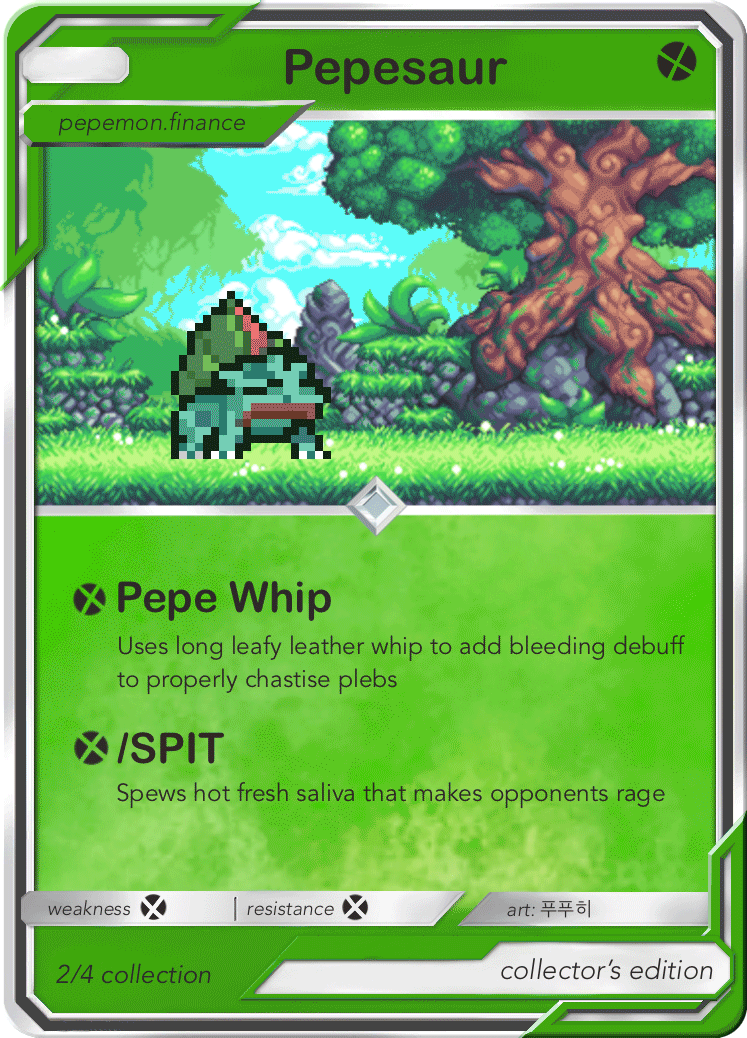 Pepesaur
pepemon.finance
Pepe Whip
Uses long leafy leather whip to add bleeding debuff
to properly chastise plebs
/SPIT
Spews hot fresh saliva that makes opponents rage
weakness | resistance
art: 푸푸히
2/4 collection
collector's edition